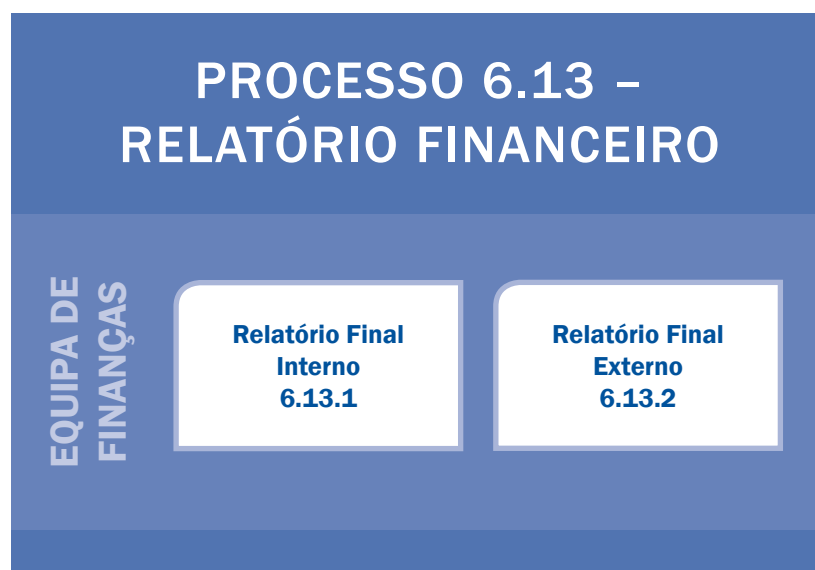 PROCESSO 6.13 –
RELATÓRIO FINANCEIRO
EQUIPA DE
FINANÇAS
Relatório Final
Interno
6.13.1
Relatório Final
Externo
6.13.2